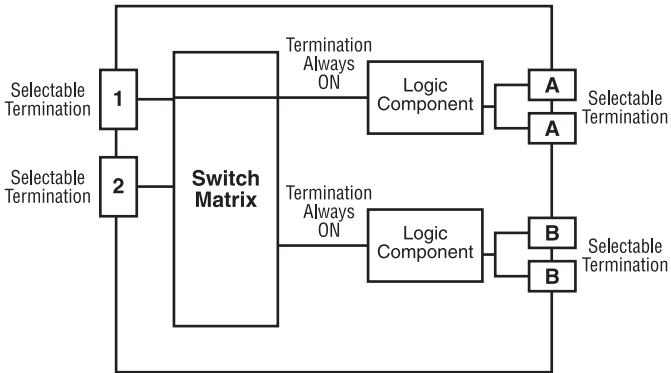 Selectable
Termination
1
Selectable
Termination
2
Switch
Matrix
Termination
Always
ON
Logic
Component
A
A
Selectable
Termination
Termination
Always
ON
Logic
Component
B
B
Selectable
Termination